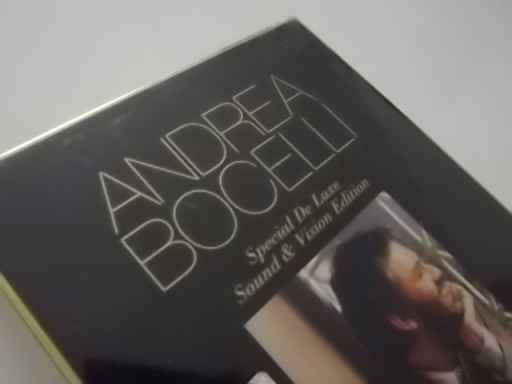 ANDREA
BOCELLI
Special De Luxe
Sound & Vision Edition